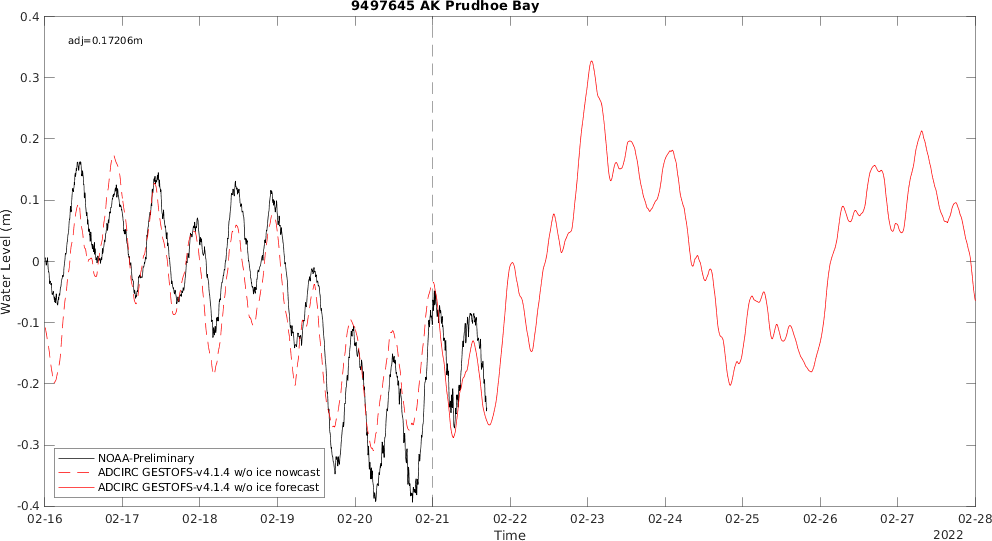 9497645 AK Prudhoe Bay
adj=0.17206m
Water Level (m)
0.4
0.3
0.2
0.1
0
-0.1
-0.2
-0.3
-0.4
NOAA-Preliminary
ADCIRC GESTOFS-v4.1.4 w/o ice nowcast
ADCIRC GESTOFS-v4.1.4 w/o ice forecast
02-16 02-17 02-18 02-19 02-20 02-21 02-22 02-23 02-24 02-25 02-26 02-27 02-28
Time
2022